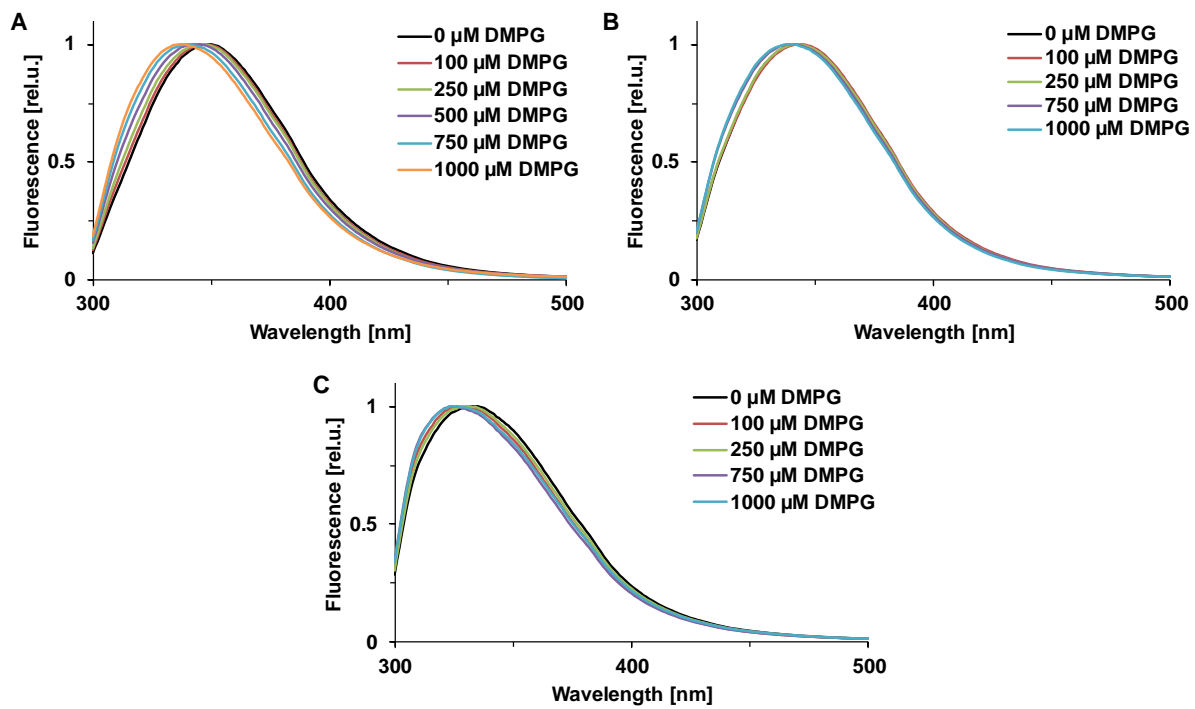 A
1
0.5
0
300
400
500
Fluorescence [rel.u.]
Wavelength [nm]
0 µM DMPG
100 µM DMPG
250 µM DMPG
500 µM DMPG
750 µM DMPG
1000 µM DMPG
B
1
0.5
0
300
400
500
Fluorescence [rel.u.]
Wavelength [nm]
0 µM DMPG
100 µM DMPG
250 µM DMPG
750 µM DMPG
1000 µM DMPG
C
1
0.5
0
300
400
500
Fluorescence [rel.u.]
Wavelength [nm]
0 µM DMPG
100 µM DMPG
250 µM DMPG
750 µM DMPG
1000 µM DMPG